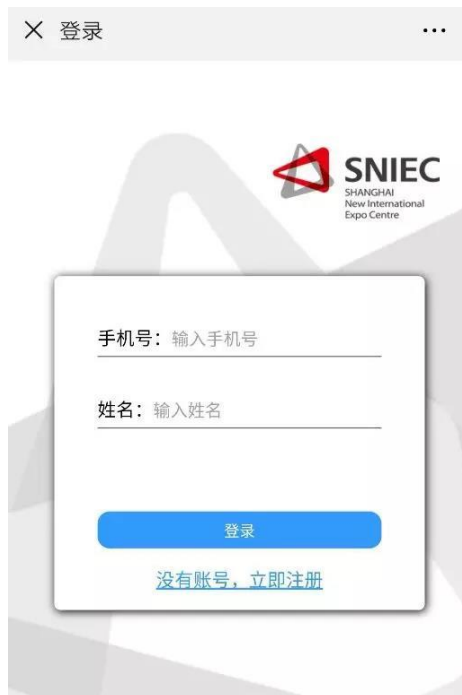 登录
SNIEC
SHANGHAI
New International
Expo Centre
手机号：输入手机号
姓名：输入姓名
登录
没有账号，立即注册